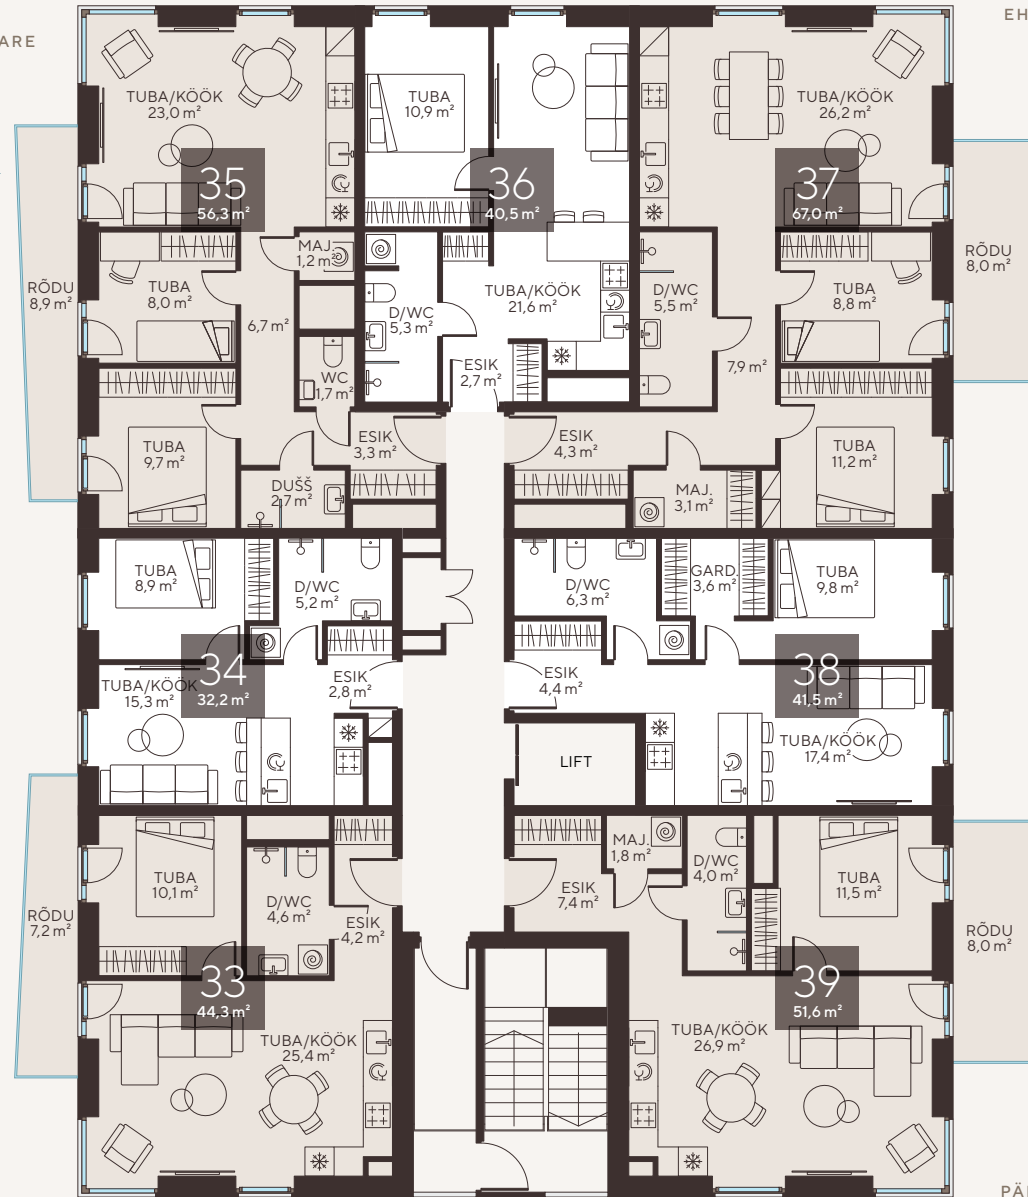 EH
ARE
TUBA/KÖÖK
23,0 m²
35
56,3 m²
TUBA
10,9 m²
36
40,5 m²
TUBA/KÖÖK
26,2 m²
37
67,0 m²
RÕDU
8,9 m²
TUBA
8,0 m²
6,7 m²
MAJ.
1,2 m²
WC
1,7 m²
D/WC
5,3 m²
TUBA/KÖÖK
21,6 m²
ESIK
2,7 m²
D/WC
5,5 m²
7,9 m²
TUBA
8,8 m²
RÕDU
8,0 m²
TUBA
9,7 m²
DUŠŠ
2,7 m²
ESIK
3,3 m²
ESIK
4,3 m²
MAJ.
3,1 m²
TUBA
11,2 m²
TUBA
8,9 m²
D/WC
5,2 m²
D/WC
6,3 m²
GARD.
3,6 m²
TUBA
9,8 m²
34
32,2 m²
TUBA/KÖÖK
15,3 m²
ESIK
2,8 m²
ESIK
4,4 m²
38
41,5 m²
TUBA/KÖÖK
17,4 m²
LIFT
RÕDU
7,2 m²
TUBA
10,1 m²
D/WC
4,6 m²
ESIK
4,2 m²
ESIK
7,4 m²
MAJ.
1,8 m²
D/WC
4,0 m²
TUBA
11,5 m²
RÕDU
8,0 m²
33
44,3 m²
TUBA/KÖÖK
25,4 m²
39
51,6 m²
TUBA/KÖÖK
26,9 m²